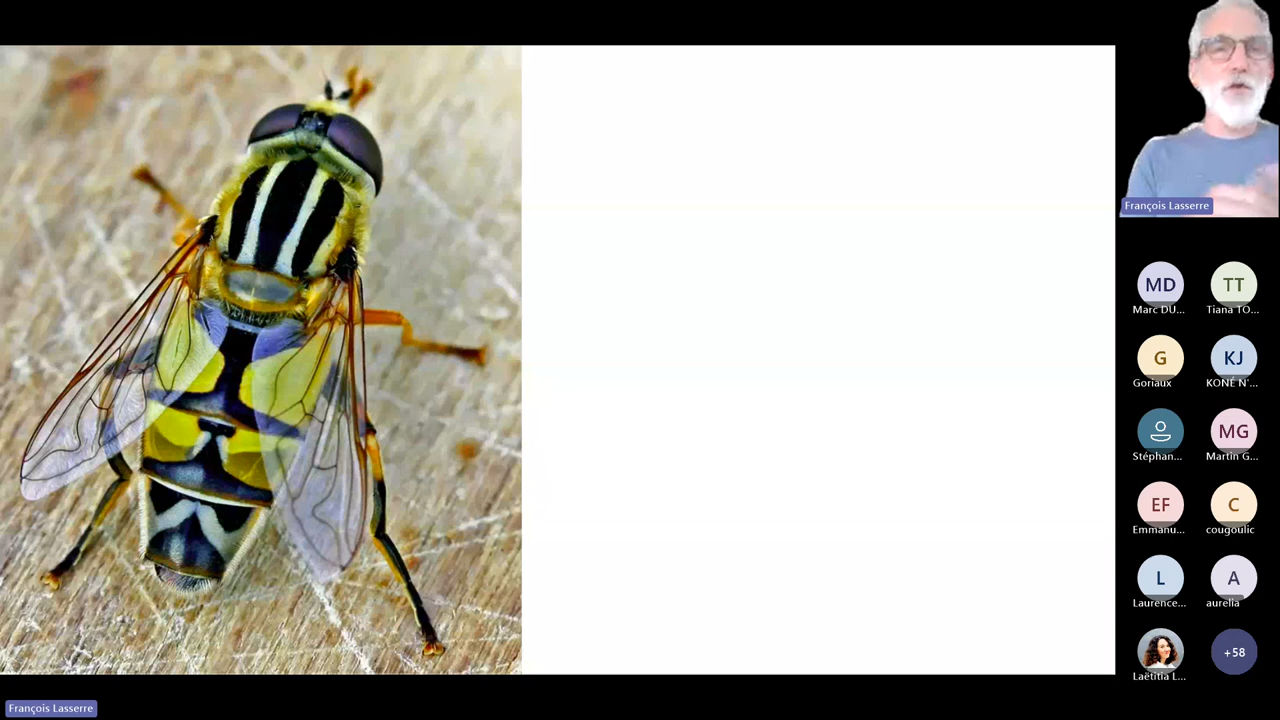 François Lasserre
MD
TT
Marc DU...
Tiana TO...
G
KJ
Goriaux
KONÉ N'...
MG
Stéphan...
Martin G...
EF
C
Emmanu...
cougoulic
L
A
Laurence...
aurelia
+58
Laëtitia L...
François Lasserre